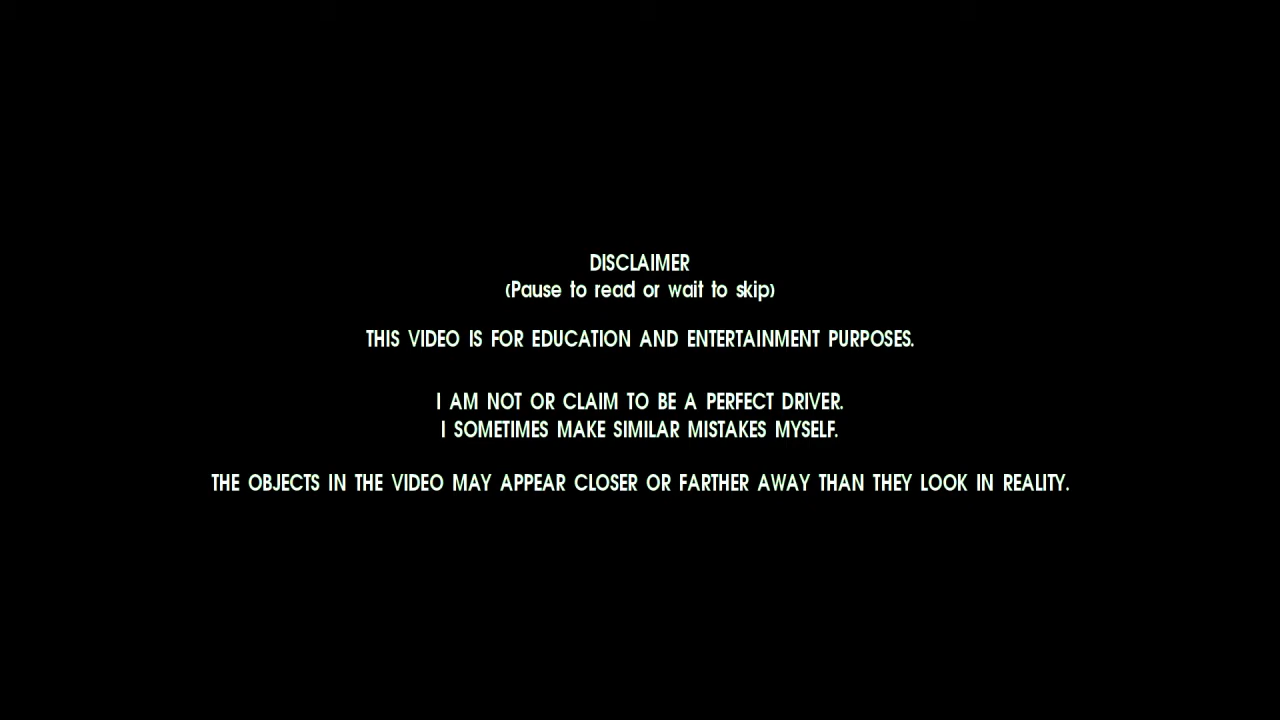 DISCLAIMER
(Pause to read or wait to skip)
THIS VIDEO IS FOR EDUCATION AND ENTERTAINMENT PURPOSES.
I AM NOT OR CLAIM TO BE A PERFECT DRIVER.
I SOMETIMES MAKE SIMILAR MISTAKES MYSELF.
THE OBJECTS IN THE VIDEO MAY APPEAR CLOSER OR FARTHER AWAY THAN THEY LOOK IN REALITY.